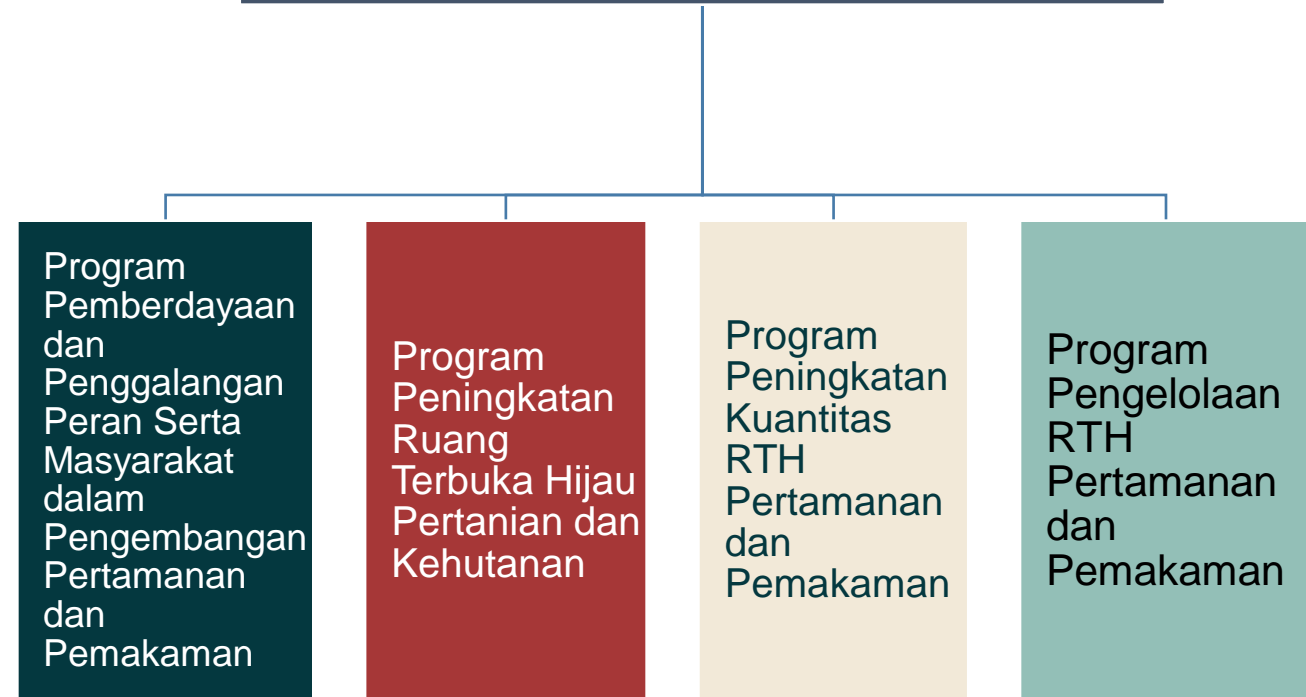 Program
Pemberdayaan
dan
Penggalangan
Peran Serta
Masyarakat
dalam
Pengembangan
Pertamanan
dan
Pemakaman
Program
Peningkatan
Ruang
Terbuka Hijau
Pertanian dan
Kehutanan
Program
Peningkatan
Kuantitas
RTH
Pertamanan
dan
Pemakaman
Program
Pengelolaan
RTH
Pertamanan
dan
Pemakaman